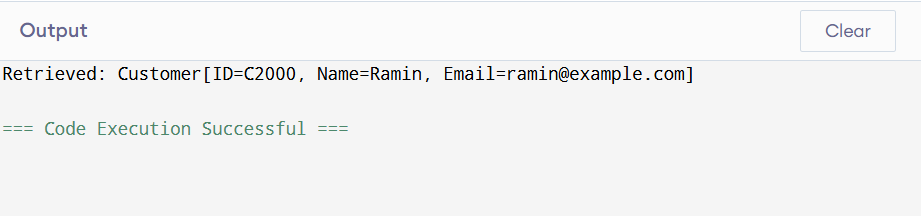 Output
Clear
Retrieved: Customer[ID=C2000, Name=Ramin, Email=ramin@example.com]
=== Code Execution Successful ===